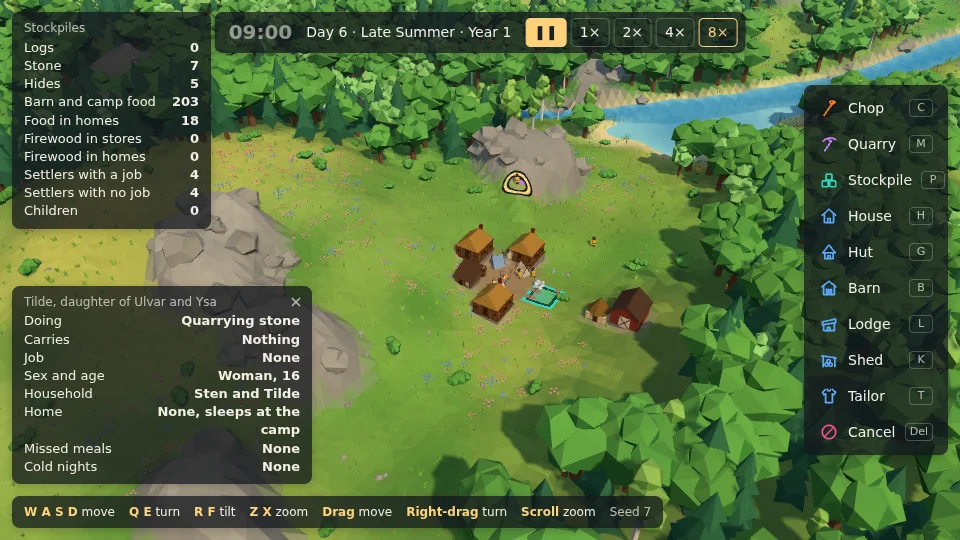 Stockpiles
Logs 0
Stone 7
Hides 5
Barn and camp food 203
Food in homes 18
Firewood in stores 0
Firewood in homes 0
Settlers with a job 4
Settlers with no job 4
Children 0
09:00 Day 6 · Late Summer · Year 1 1× 2× 4× 8×
Chop C
Quarry M
Stockpile P
House H
Hut G
Barn B
Lodge L
Shed K
Tailor T
Cancel Del
Tilde, daughter of Ulvar and Ysa ×
Doing Quarrying stone
Carries Nothing
Job None
Sex and age Woman, 16
Household Sten and Tilde
Home None, sleeps at the
camp
Missed meals None
Cold nights None
W A S D move Q E turn R F tilt Z X zoom Drag move Right-drag turn Scroll zoom Seed 7